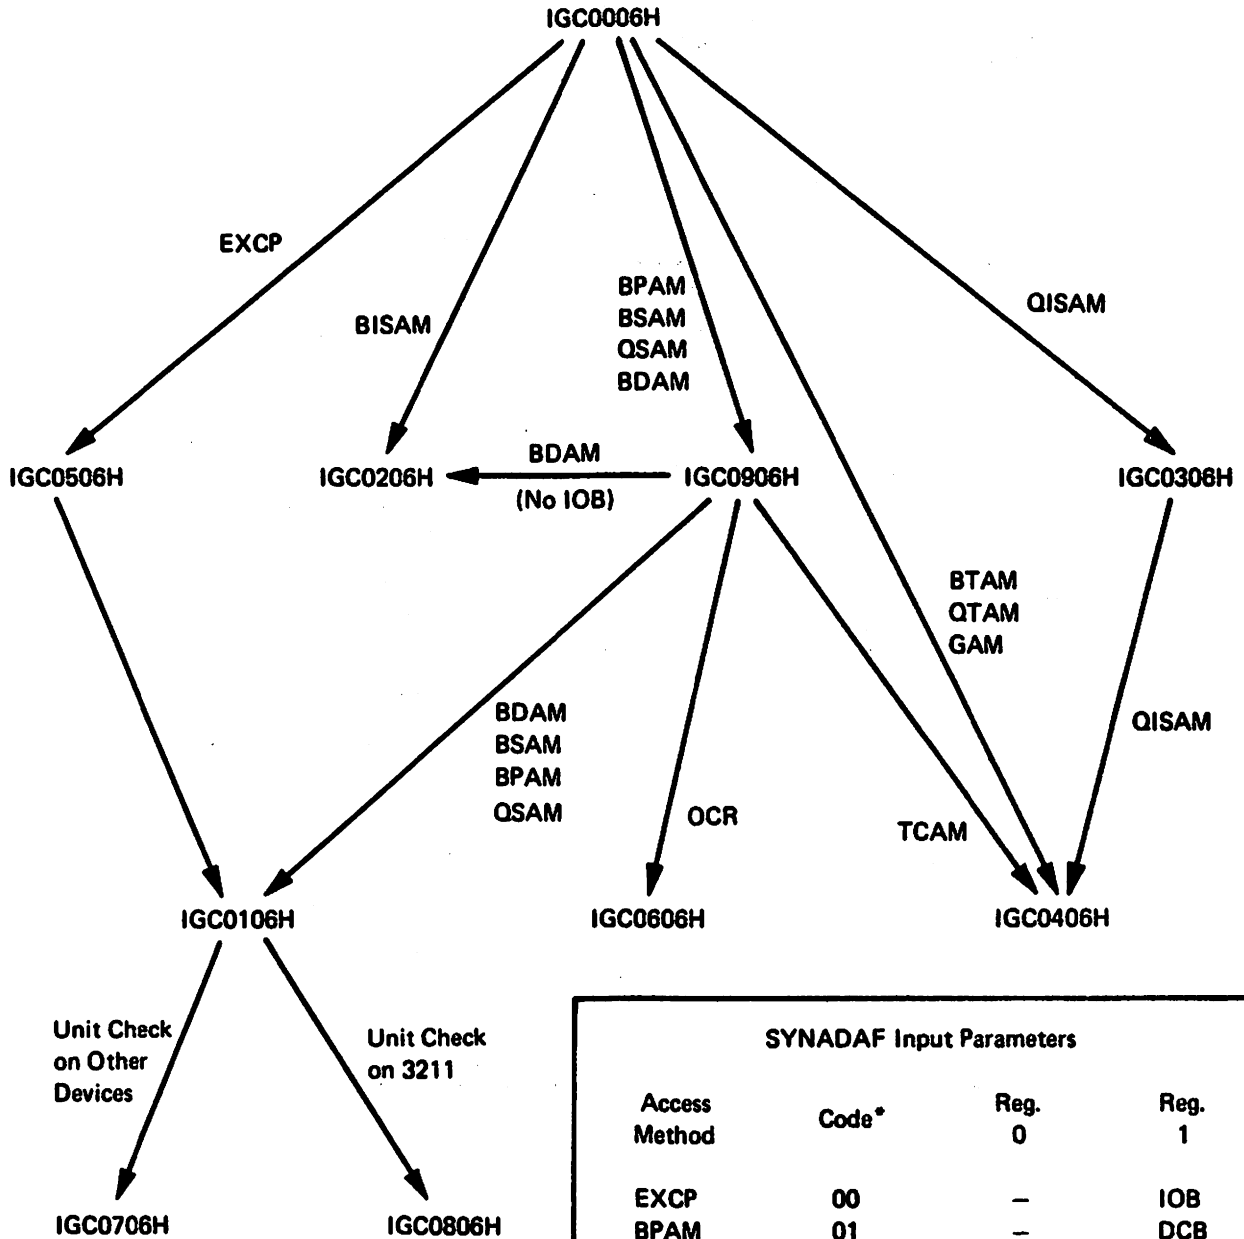 IGC0006H
EXCP
BISAM
BPAM
BSAM
QSAM
BDAM
QISAM
IGC0506H
IGC0206H
BDAM
(No IOB)
IGC0906H
IGC0306H
BTAM
QTAM
GAM
BDAM
BSAM
BPAM
QSAM
OCR
TCAM
QISAM
IGC0106H
IGC0606H
IGC0406H
Unit Check
on Other
Devices
Unit Check
on 3211
IGC0706H
IGC0806H
SYNADAF Input Parameters
Access Method Code* Reg. 0 Reg. 1
EXCP 00 – IOB
BPAM 01 – DCB